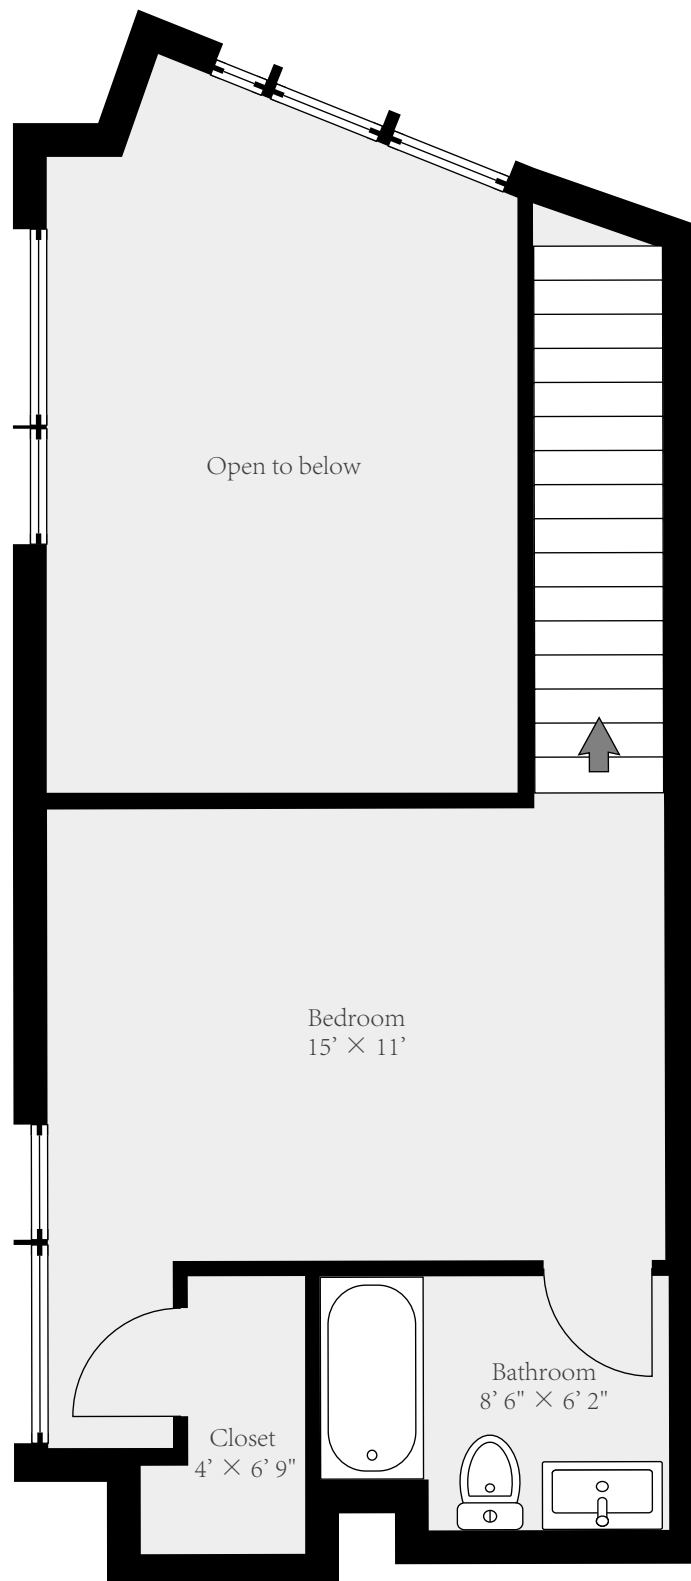 Open to below
Bedroom
15’ × 11’
Bathroom
8’ 6" × 6’ 2"
Closet
4’ × 6’ 9"